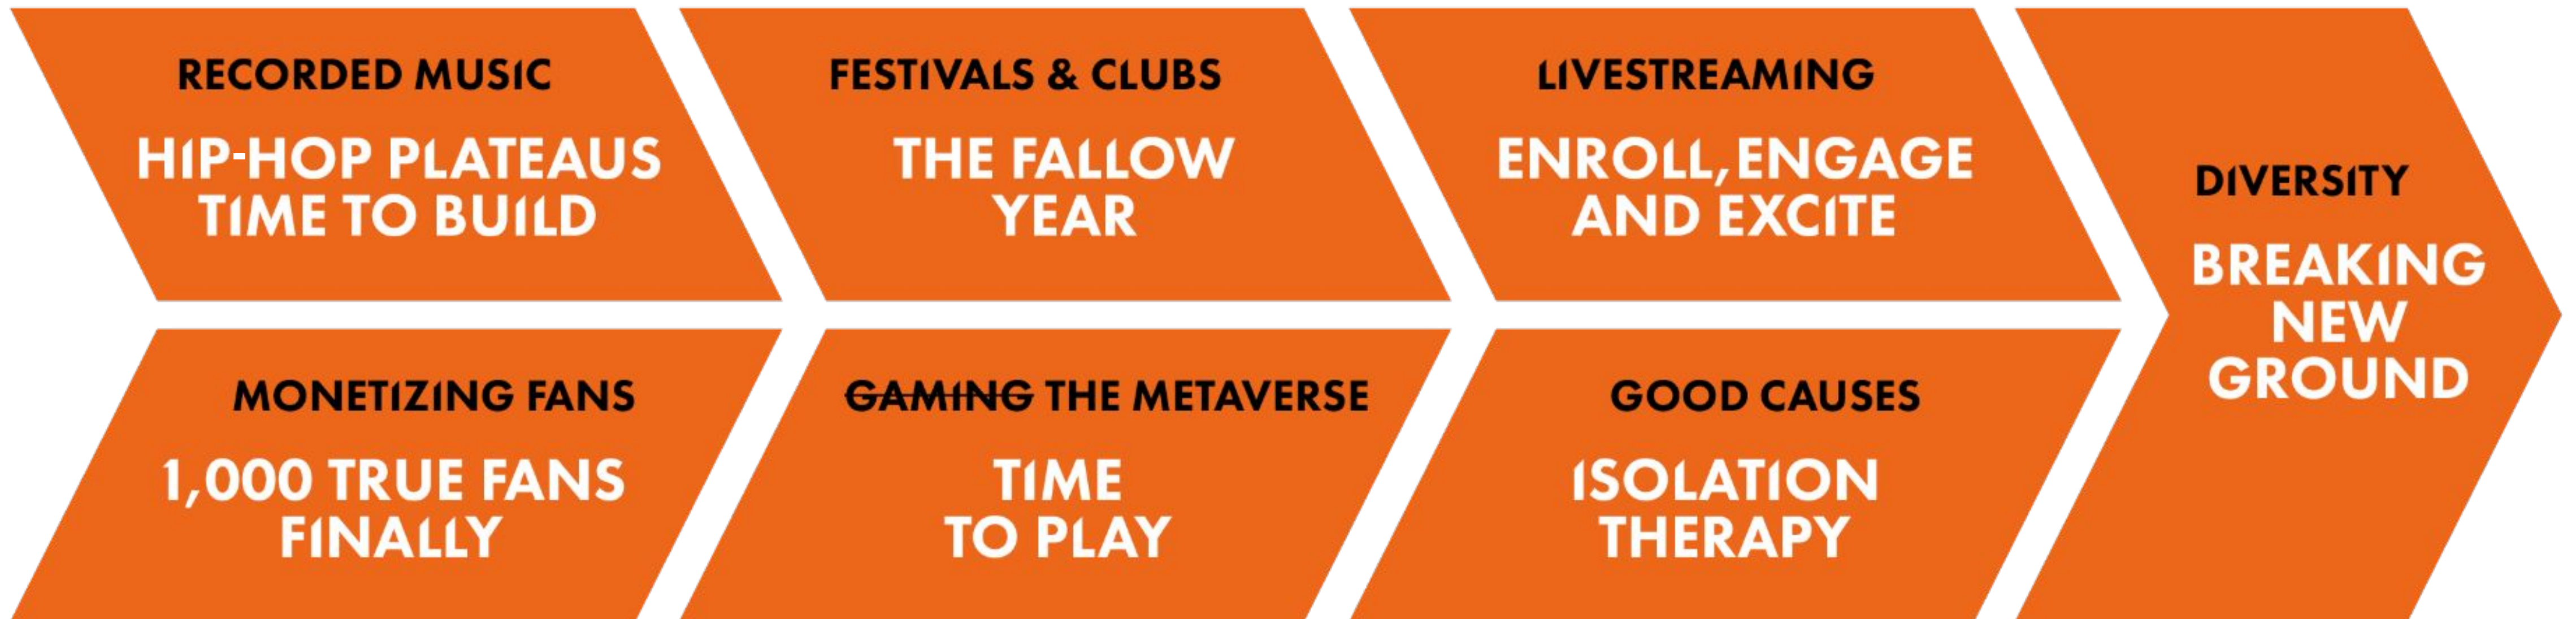 RECORDED MUSIC
HIP-HOP PLATEAUS
TIME TO BUILD
FESTIVALS & CLUBS
THE FALLOW
YEAR
LIVESTREAMING
ENROLL, ENGAGE
AND EXCITE
MONETIZING FANS
1,000 TRUE FANS
FINALLY
GAMING THE METAVERSE
TIME
TO PLAY
GOOD CAUSES
ISOLATION
THERAPY
DIVERSITY
BREAKING
NEW
GROUND